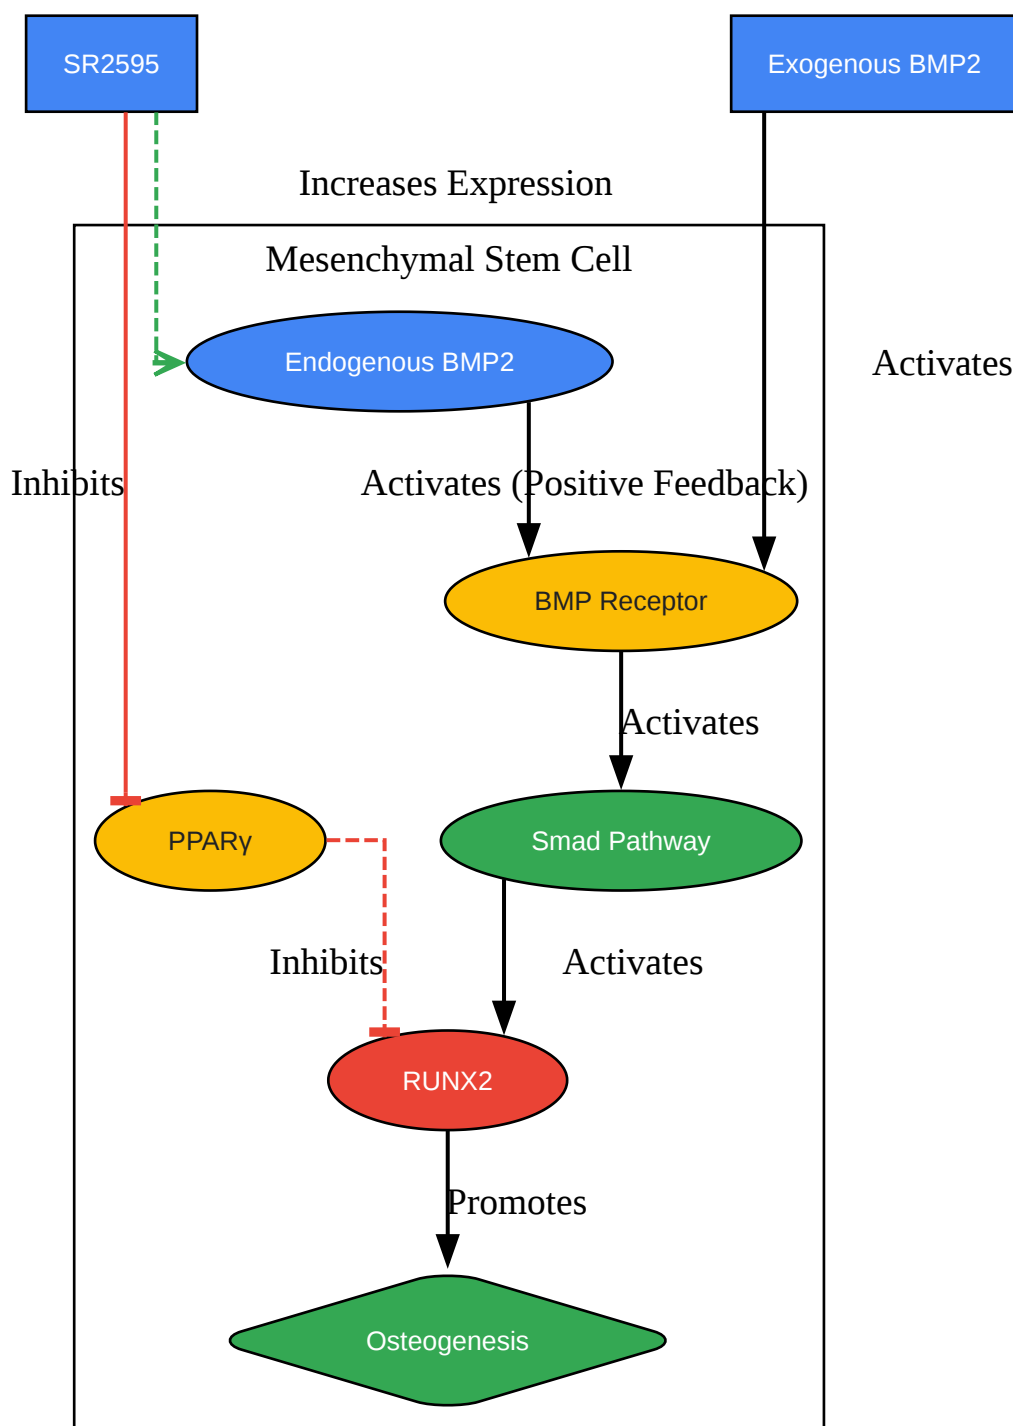 SR2595
Exogenous BMP2
Increases Expression
Mesenchymal Stem Cell
Endogenous BMP2
Activates
Inhibits
Activates (Positive Feedback)
BMP Receptor
Activates
PPARγ
Smad Pathway
Inhibits
Activates
RUNX2
Promotes
Osteogenesis